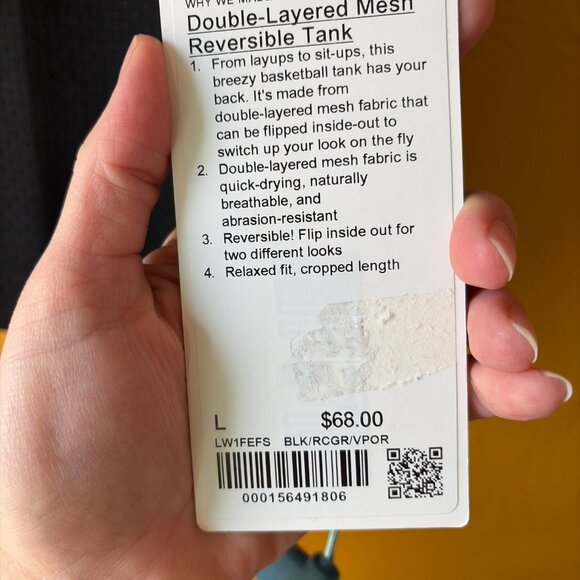 WHY WE MADE
Double-Layered Mesh
Reversible Tank
1. From layups to sit-ups, this
breezy basketball tank has your
back. It's made from
double-layered mesh fabric that
can be flipped inside-out to
switch up your look on the fly
2. Double-layered mesh fabric is
quick-drying, naturally
breathable, and
abrasion-resistant
3. Reversible! Flip inside out for
two different looks
4. Relaxed fit, cropped length
L $68.00
LW1FEFS BLK/RCGR/VPOR
000156491806